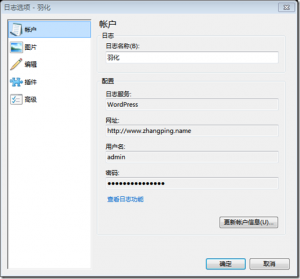 日志选项 - 羽化
帐户
图片
编辑
插件
高级
帐户
日志
日志名称(B):
羽化
配置
日志服务:
WordPress
网址:
http://www.zhangping.name
用户名:
admin
密码:
●●●●●●●●●●●●●●●
查看日志功能
更新帐户信息(U)...
确定
取消